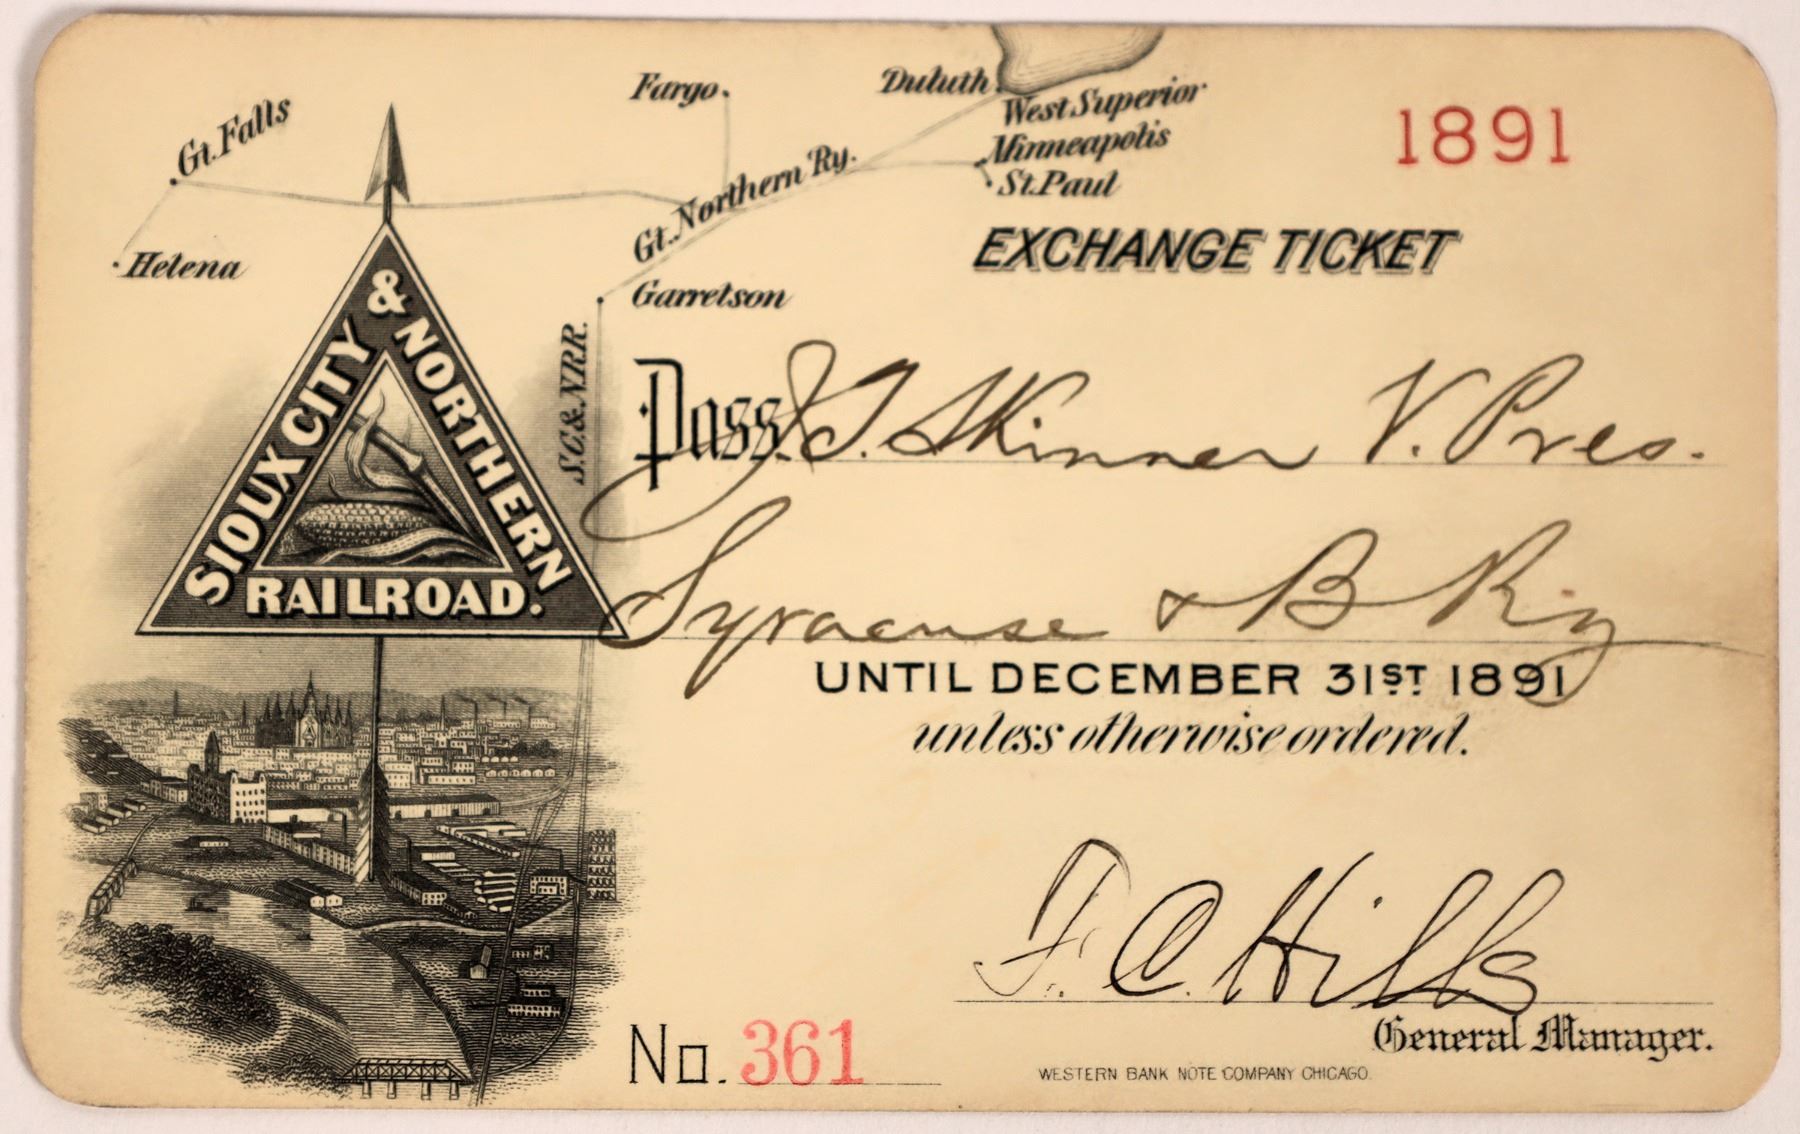 Fargo.
Duluth.
West Superior
1891
Gt. Falls
Minneapolis
Gt. Northern Ry.
St. Paul
Helena
EXCHANGE TICKET
Garretson
S.C. & N.RR.
SIOUX CITY & NORTHERN
RAILROAD.
Pass. J. T. Skinner V. Pres.
Syracuse & B Ry
UNTIL DECEMBER 31ST 1891
unless otherwise ordered.
F. C. Hills
General Manager.
No. 361
WESTERN BANK NOTE COMPANY CHICAGO.